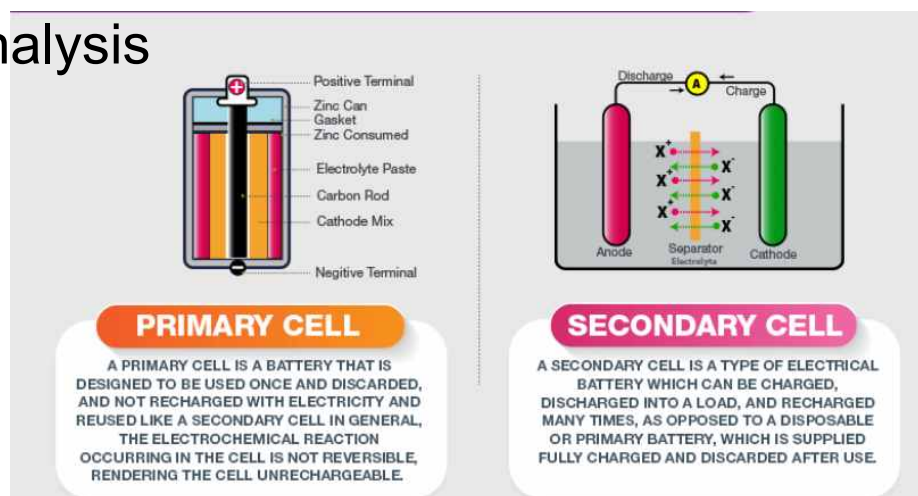 nalysis
Positive Terminal
Zinc Can
Gasket
Zinc Consumed
Electrolyte Paste
Carbon Rod
Cathode Mix
Negitive Terminal
PRIMARY CELL
A PRIMARY CELL IS A BATTERY THAT IS
DESIGNED TO BE USED ONCE AND DISCARDED,
AND NOT RECHARGED WITH ELECTRICITY AND
REUSED LIKE A SECONDARY CELL IN GENERAL,
THE ELECTROCHEMICAL REACTION
OCCURRING IN THE CELL IS NOT REVERSIBLE,
RENDERING THE CELL UNRECHARGEABLE.
Discharge
A
Charge
X+
X-
X+
X-
X+
X-
Anode
Separator
Electrolyte
Cathode
SECONDARY CELL
A SECONDARY CELL IS A TYPE OF ELECTRICAL
BATTERY WHICH CAN BE CHARGED,
DISCHARGED INTO A LOAD, AND RECHARGED
MANY TIMES, AS OPPOSED TO A DISPOSABLE
OR PRIMARY BATTERY, WHICH IS SUPPLIED
FULLY CHARGED AND DISCARDED AFTER USE.